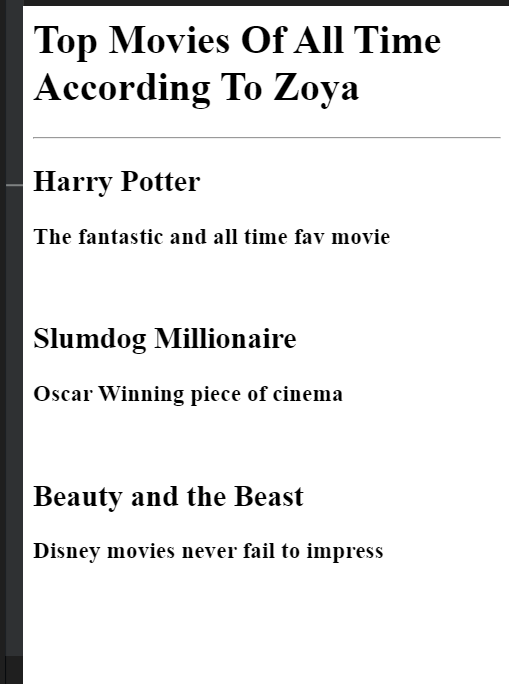 Top Movies Of All Time
According To Zoya
Harry Potter
The fantastic and all time fav movie
Slumdog Millionaire
Oscar Winning piece of cinema
Beauty and the Beast
Disney movies never fail to impress